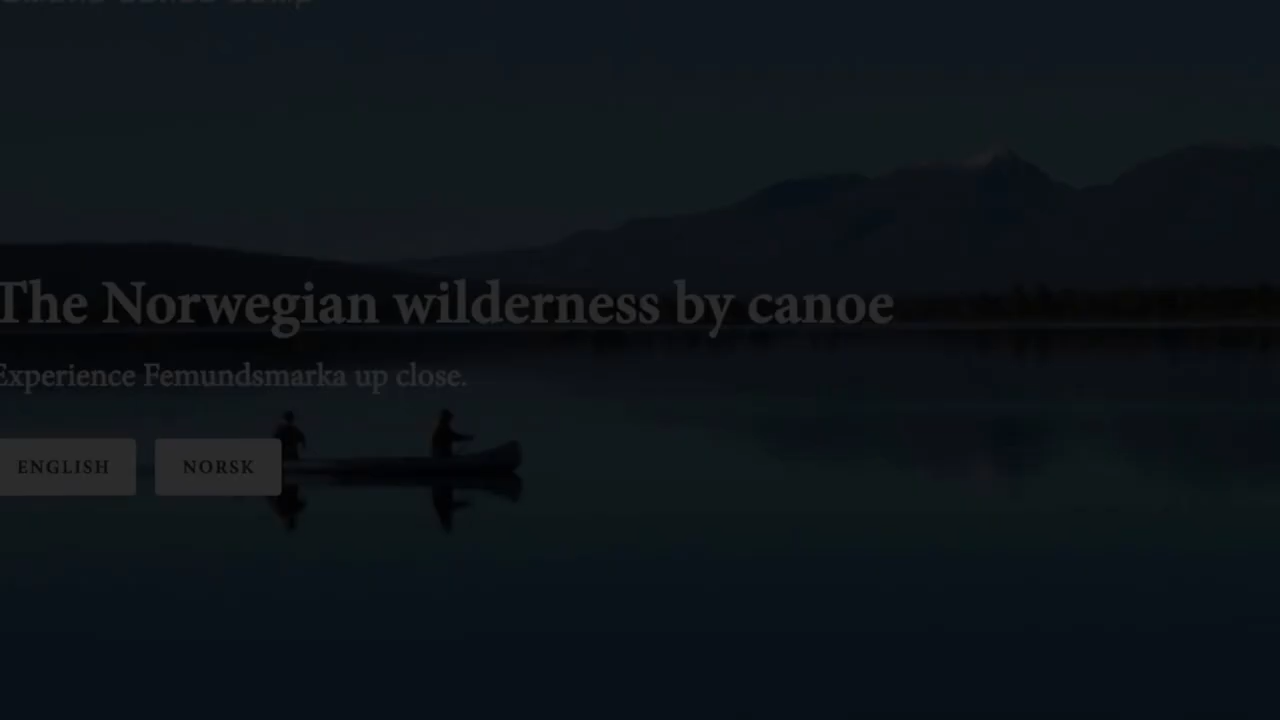 The Norwegian wilderness by canoe
Experience Femundsmarka up close.
ENGLISH NORSK